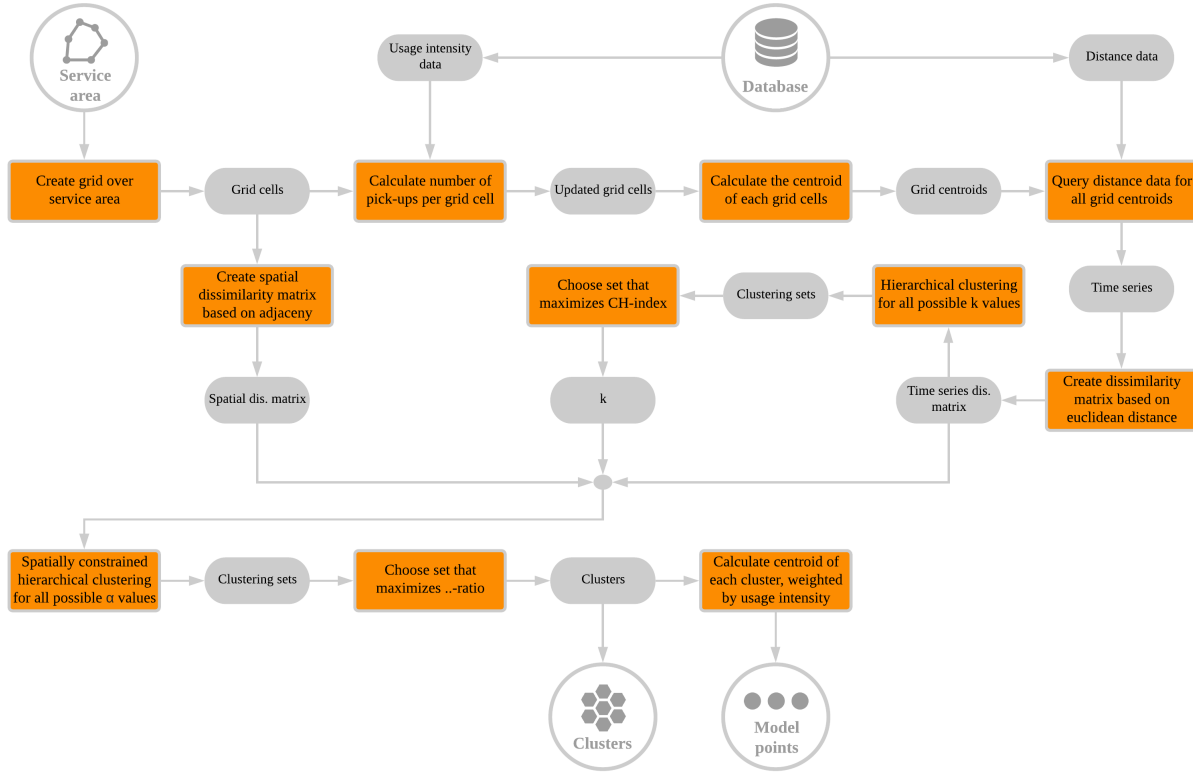 Service
area
Usage intensity
data
Database
Distance data
Create grid over
service area
Grid cells
Calculate number of
pick-ups per grid cell
Updated grid cells
Calculate the centroid
of each grid cells
Grid centroids
Query distance data for
all grid centroids
Create spatial
dissimilarity matrix
based on adjaceny
Choose set that
maximizes CH-index
Clustering sets
Hierarchical clustering
for all possible k values
Time series
Spatial dis. matrix
k
Time series dis.
matrix
Create dissimilarity
matrix based on
euclidean distance
Spatially constrained
hierarchical clustering
for all possible α values
Clustering sets
Choose set that
maximizes ..-ratio
Clusters
Calculate centroid of
each cluster, weighted
by usage intensity
Clusters
Model
points